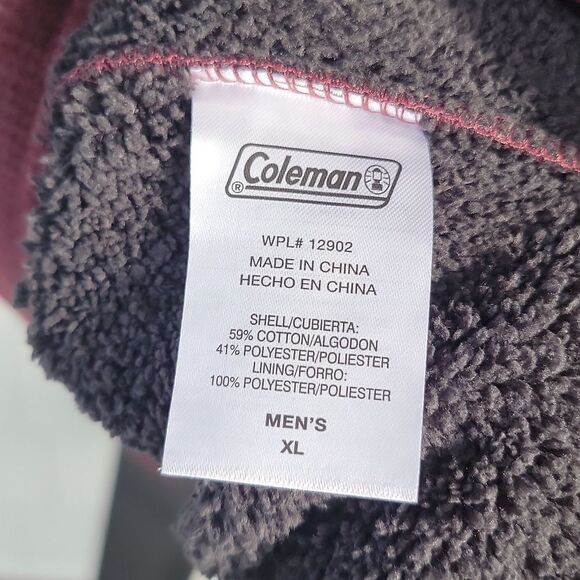 Coleman
®
WPL# 12902
MADE IN CHINA
HECHO EN CHINA
SHELL/CUBIERTA:
59% COTTON/ALGODON
41% POLYESTER/POLIESTER
LINING/FORRO:
100% POLYESTER/POLIESTER
MEN'S
XL